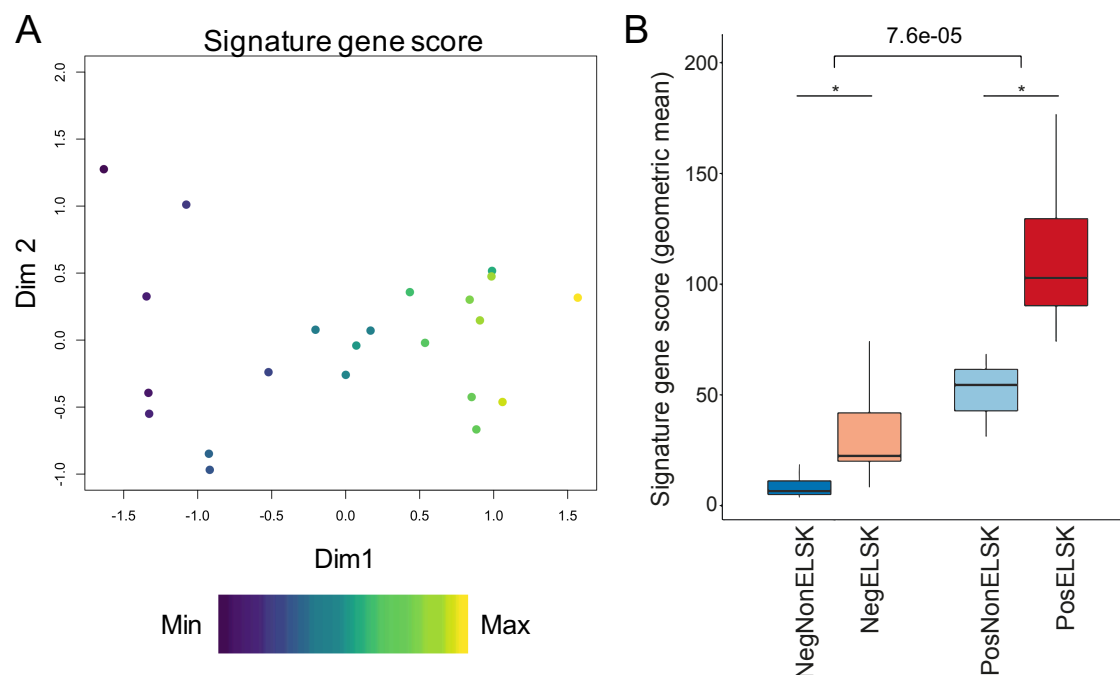 A
Signature gene score
2.0
1.5
1.0
0.5
0.0
-0.5
-1.0
Dim 2
-1.5
-1.0
-0.5
0.0
0.5
1.0
1.5
Dim1
Min
Max
B
7.6e-05
*
*
200
150
100
50
0
Signature gene score (geometric mean)
NegNonELSK
NegELSK
PosNonELSK
PosELSK